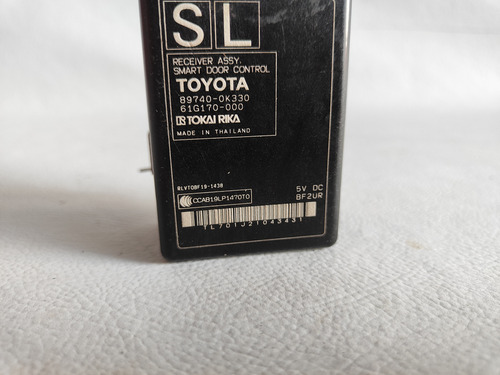 S L
RECEIVER ASSY,
SMART DOOR CONTROL
TOYOTA
89740-0K330
61G170-000
TOKAI RIKA
MADE IN THAILAND
RLVTOBF19-1438
CCAB19LP1470T0
5V DC
BF2UR
TL701J21043431